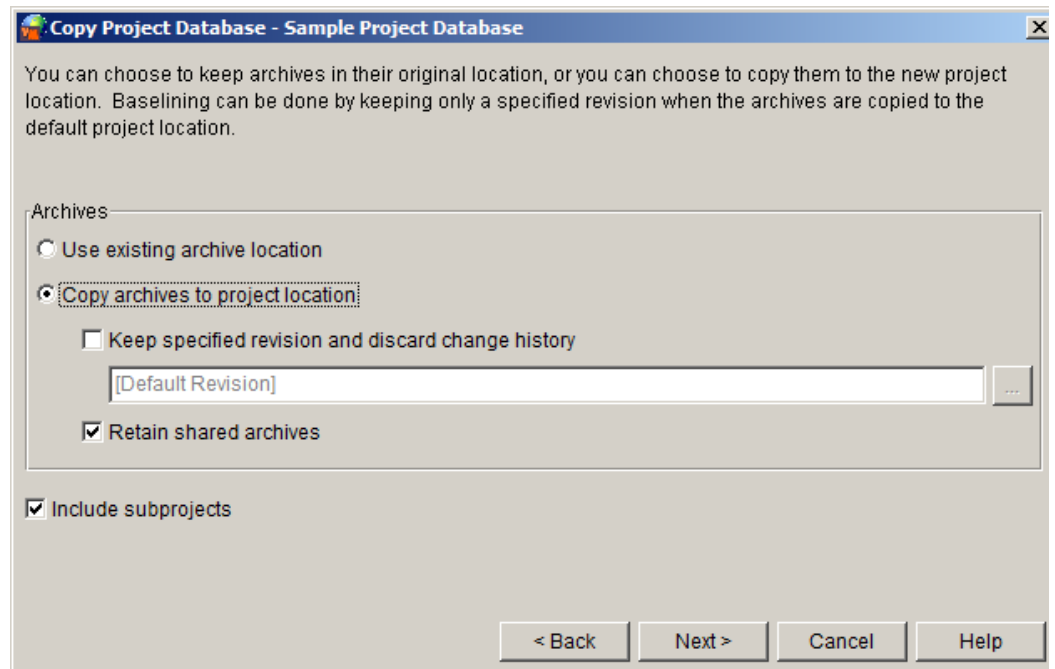 Copy Project Database - Sample Project Database
You can choose to keep archives in their original location, or you can choose to copy them to the new project
location. Baselining can be done by keeping only a specified revision when the archives are copied to the
default project location.
Archives
Use existing archive location
Copy archives to project location
Keep specified revision and discard change history
[Default Revision]
...
Retain shared archives
Include subprojects
< Back
Next >
Cancel
Help